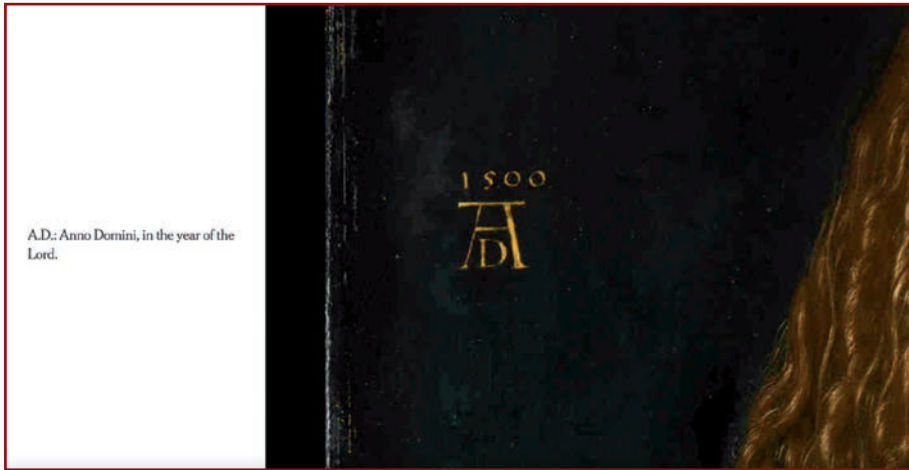 A.D.: Anno Domini, in the year of the
Lord.
1500
AD